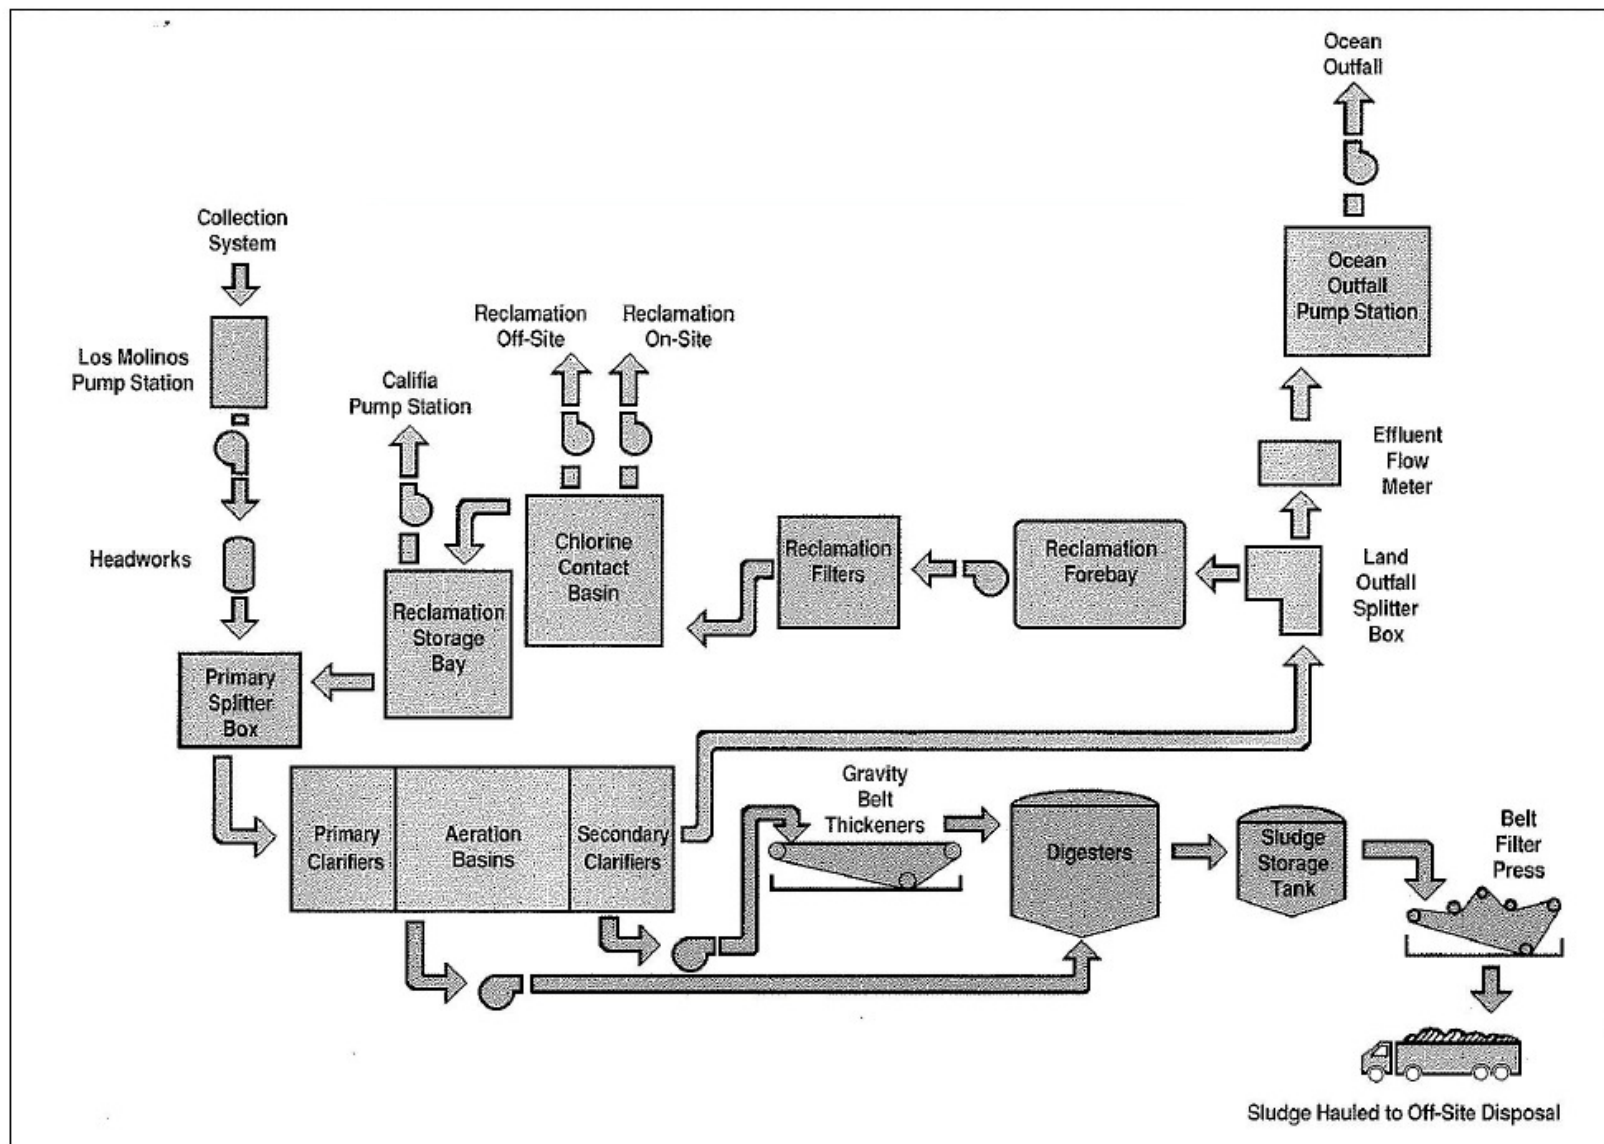 Ocean
Outfall
Collection
System
Ocean
Outfall
Pump Station
Reclamation
Off-Site
Reclamation
On-Site
Los Molinos
Pump Station
Califia
Pump Station
Effluent
Flow
Meter
Headworks
Chlorine
Contact
Basin
Reclamation
Filters
Reclamation
Forebay
Land
Outfall
Splitter
Box
Reclamation
Storage
Bay
Primary
Splitter
Box
Gravity
Belt
Thickeners
Primary
Clarifiers
Aeration
Basins
Secondary
Clarifiers
Digesters
Sludge
Storage
Tank
Belt
Filter
Press
Sludge Hauled to Off-Site Disposal